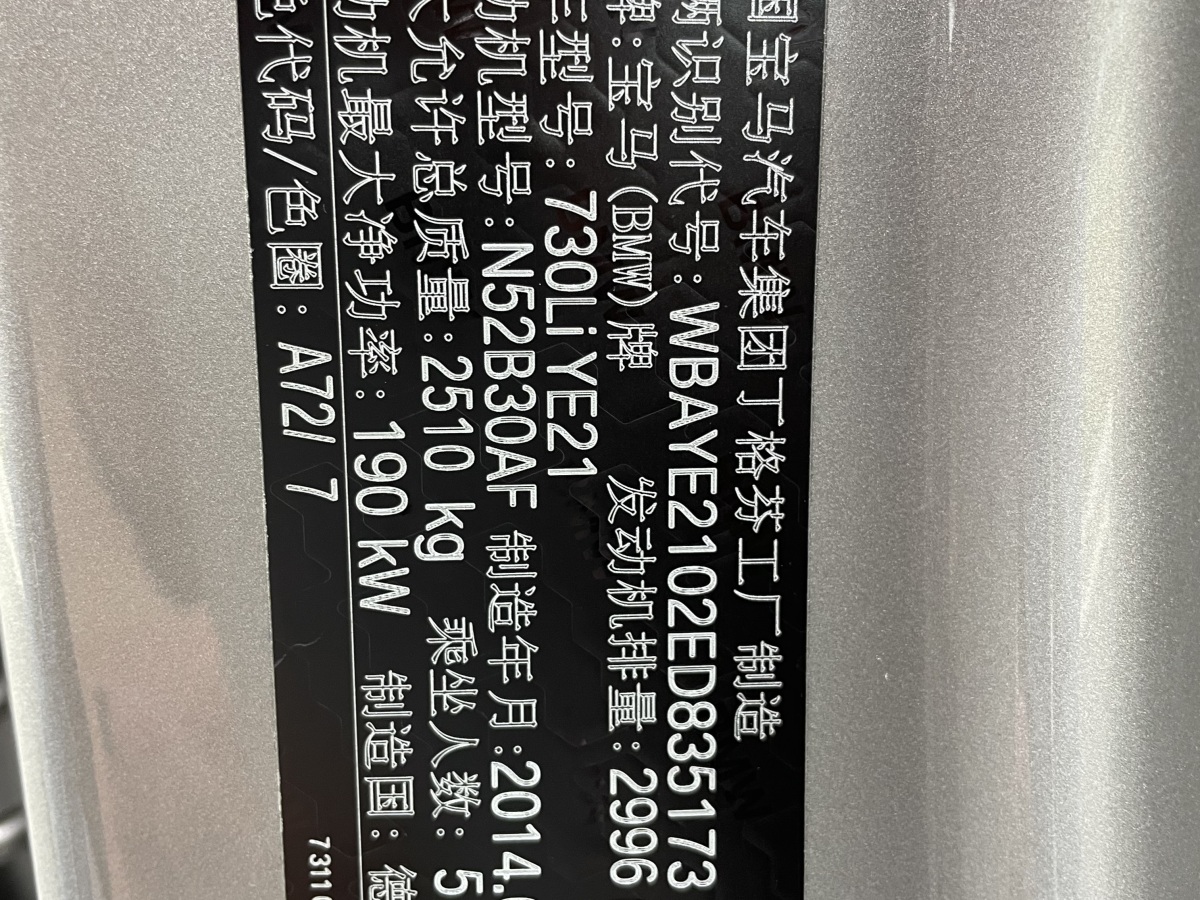 国宝马汽车集团丁格芬工厂 制造
辆识别代号:WBAYE2102ED835173
牌:宝马(BMW)牌 发动机排量:2996
车型号:730Li YE21
动机型号:N52B30AF 制造年月:2014.
大允许总质量:2510 kg 乘坐人数:5
动机最大净功率:190 kW 制造国:德
色代码/色圈:A72/ 7
7311